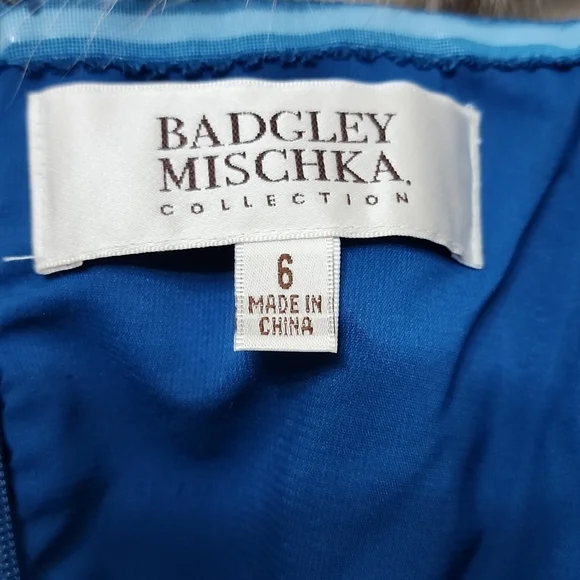 BADGLEY
MISCHKA.
COLLECTION
6
MADE IN
CHINA